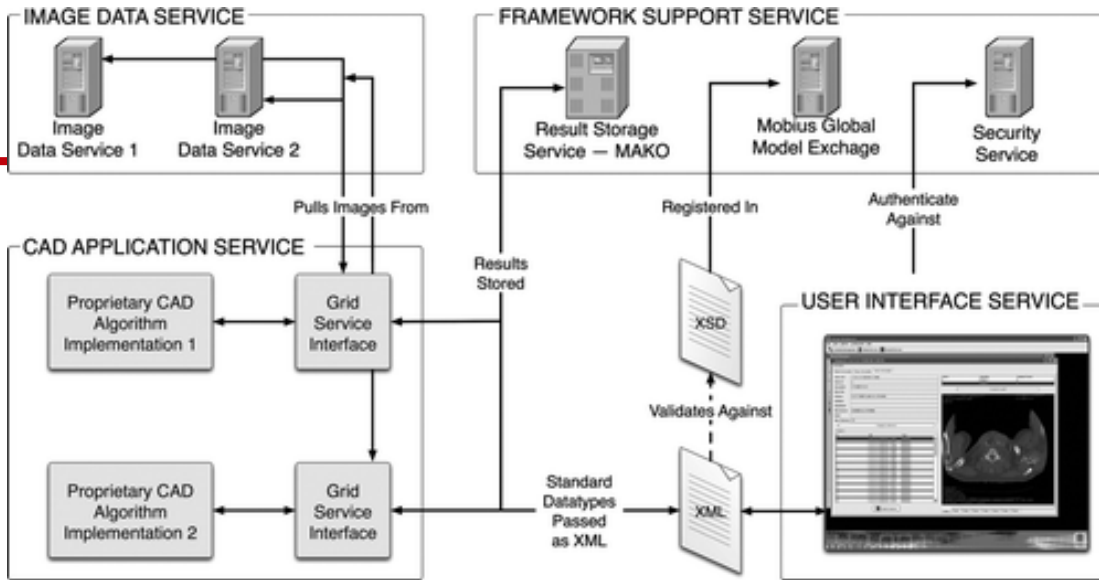 IMAGE DATA SERVICE
Image
Data Service 1
Image
Data Service 2
FRAMEWORK SUPPORT SERVICE
Result Storage
Service — MAKO
Mobius Global
Model Exchage
Security
Service
Pulls Images From
Registered In
Authenticate
Against
CAD APPLICATION SERVICE
Proprietary CAD
Algorithm
Implementation 1
Grid
Service
Interface
Results
Stored
XSD
USER INTERFACE SERVICE
Validates Against
Proprietary CAD
Algorithm
Implementation 2
Grid
Service
Interface
Standard
Datatypes
Passed
as XML
XML